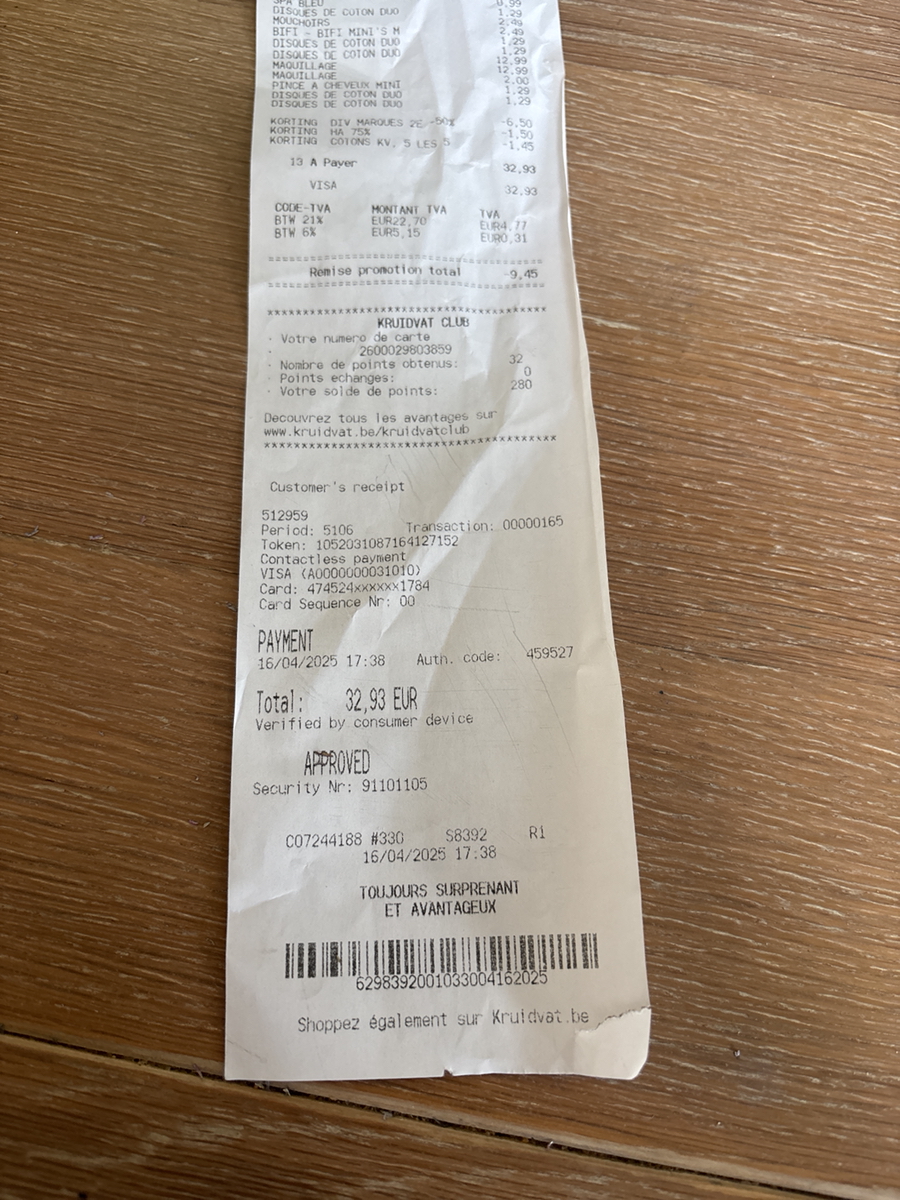 SPA BLEU 0,99
DISQUES DE COTON DUO 1,29
MOUCHOIRS 2,49
BIFI - BIFI MINI'S M 2,49
DISQUES DE COTON DUO 1,29
DISQUES DE COTON DUO 1,29
MAQUILLAGE 12,99
MAQUILLAGE 12,99
PINCE A CHEVEUX MINI 2,00
DISQUES DE COTON DUO 1,29
DISQUES DE COTON DUO 1,29
KORTING DIV MARQUES 2E -50% -6,50
KORTING HA 75% -1,50
KORTING COTONS KV. 5 LES 5 -1,45
13 A Payer 32,93
VISA 32,93
CODE-TVA MONTANT TVA TVA
BTW 21% EUR22,70 EUR4,77
BTW 6% EUR5,15 EUR0,31
==================================
Remise promotion total -9,45
==================================
**********************************
KRUIDVAT CLUB
· Votre numero de carte
· 2600029803859
· Nombre de points obtenus: 32
· Points echanges: 0
· Votre solde de points: 280
Decouvrez tous les avantages sur
www.kruidvat.be/kruidvatclub
**********************************
Customer's receipt
512959
Period: 5106 Transaction: 00000165
Token: 1052031087164127152
Contactless payment
VISA (A0000000031010)
Card: 474524xxxxxx1784
Card Sequence Nr: 00
PAYMENT
16/04/2025 17:38 Auth. code: 459527
Total: 32,93 EUR
Verified by consumer device
APPROVED
Security Nr: 91101105
C07244188 #330 S8392 R1
16/04/2025 17:38
TOUJOURS SURPRENANT
ET AVANTAGEUX
6298392001033004162025
Shoppez également sur Kruidvat.be